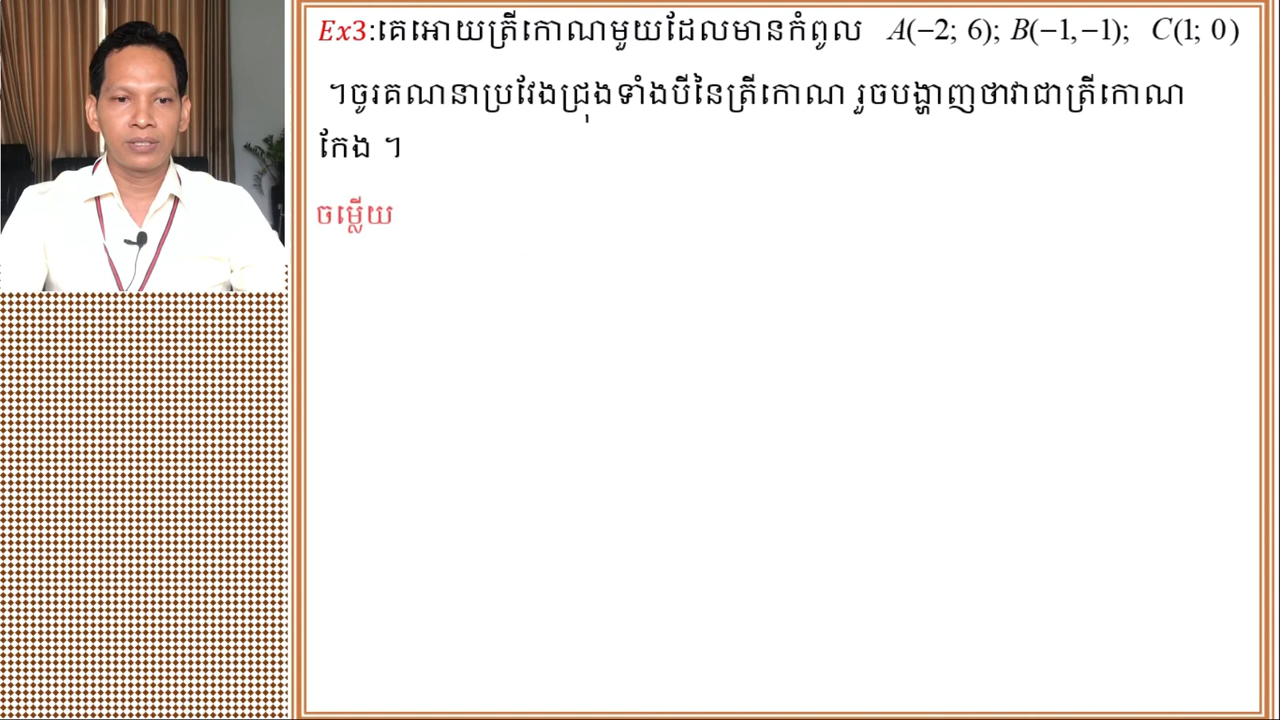 Ex3:គេអោយត្រីកោណមួយដែលមានកំពូល A(−2; 6); B(−1,−1); C(1; 0)
។ចូរគណនាប្រវែងជ្រុងទាំងបីនៃត្រីកោណ រួចបង្ហាញថាវាជាត្រីកោណ
កែង ។
ចម្លើយ